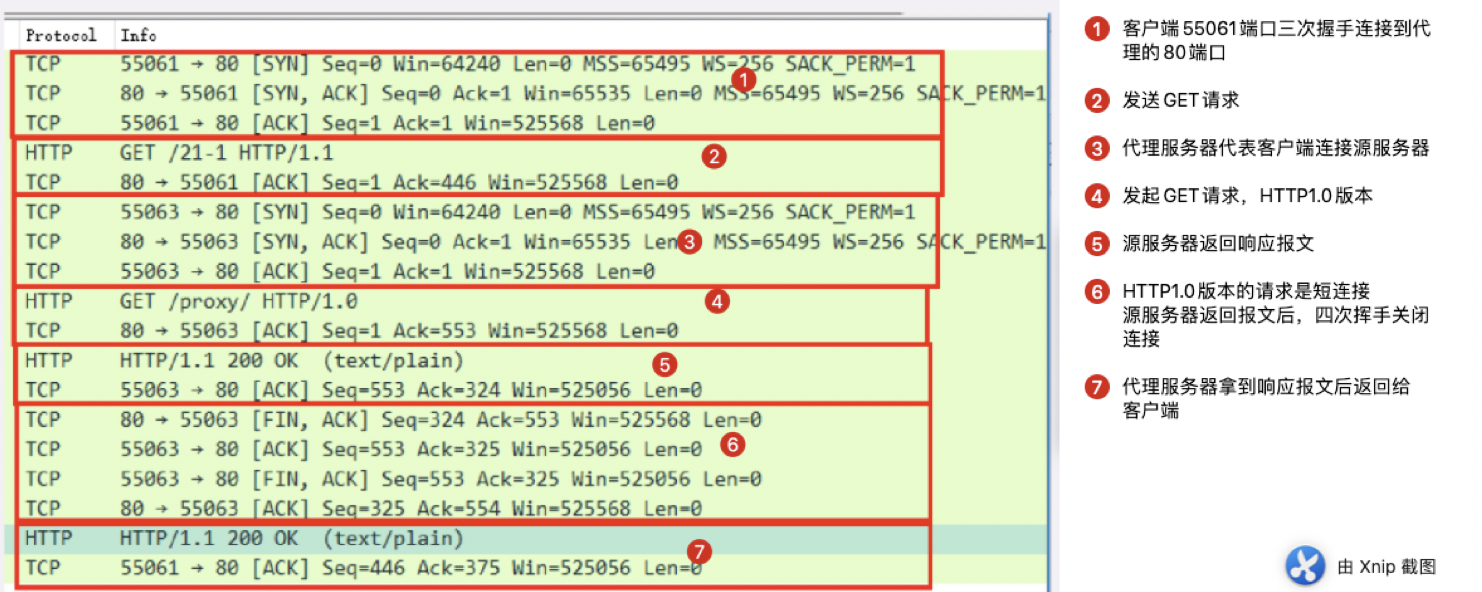 Protocol Info
TCP 55061 → 80 [SYN] Seq=0 Win=64240 Len=0 MSS=65495 WS=256 SACK_PERM=1
TCP 80 → 55061 [SYN, ACK] Seq=0 Ack=1 Win=65535 Len=0 MSS=65495 WS=256 SACK_PERM=1
TCP 55061 → 80 [ACK] Seq=1 Ack=1 Win=525568 Len=0
1
HTTP GET /21-1 HTTP/1.1
TCP 80 → 55061 [ACK] Seq=1 Ack=446 Win=525568 Len=0
2
TCP 55063 → 80 [SYN] Seq=0 Win=64240 Len=0 MSS=65495 WS=256 SACK_PERM=1
TCP 80 → 55063 [SYN, ACK] Seq=0 Ack=1 Win=65535 Len MSS=65495 WS=256 SACK_PERM=1
TCP 55063 → 80 [ACK] Seq=1 Ack=1 Win=525568 Len=0
3
HTTP GET /proxy/ HTTP/1.0
TCP 80 → 55063 [ACK] Seq=1 Ack=553 Win=525568 Len=0
4
HTTP HTTP/1.1 200 OK (text/plain)
TCP 55063 → 80 [ACK] Seq=553 Ack=324 Win=525056 Len=0
5
TCP 80 → 55063 [FIN, ACK] Seq=324 Ack=553 Win=525568 Len=0
TCP 55063 → 80 [ACK] Seq=553 Ack=325 Win=525056 Len=0
TCP 55063 → 80 [FIN, ACK] Seq=553 Ack=325 Win=525056 Len=0
TCP 80 → 55063 [ACK] Seq=325 Ack=554 Win=525568 Len=0
6
HTTP HTTP/1.1 200 OK (text/plain)
TCP 55061 → 80 [ACK] Seq=446 Ack=375 Win=525056 Len=0
7
1 客户端55061端口三次握手连接到代
理的80端口
2 发送GET请求
3 代理服务器代表客户端连接源服务器
4 发起GET请求，HTTP1.0版本
5 源服务器返回响应报文
6 HTTP1.0版本的请求是短连接
源服务器返回报文后，四次挥手关闭
连接
7 代理服务器拿到响应报文后返回给
客户端
由 Xnip 截图